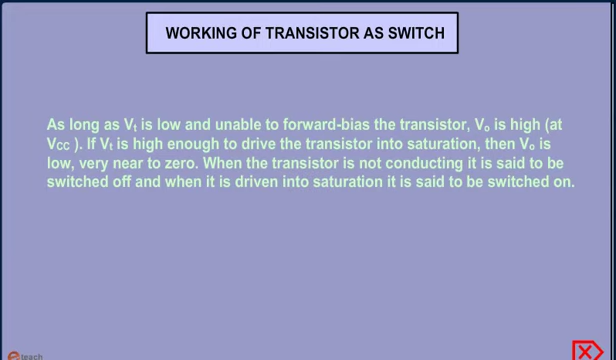 WORKING OF TRANSISTOR AS SWITCH
As long as Vt is low and unable to forward-bias the transistor, Vo is high (at
VCC ). If Vt is high enough to drive the transistor into saturation, then Vo is
low, very near to zero. When the transistor is not conducting it is said to be
switched off and when it is driven into saturation it is said to be switched on.
e teach
X